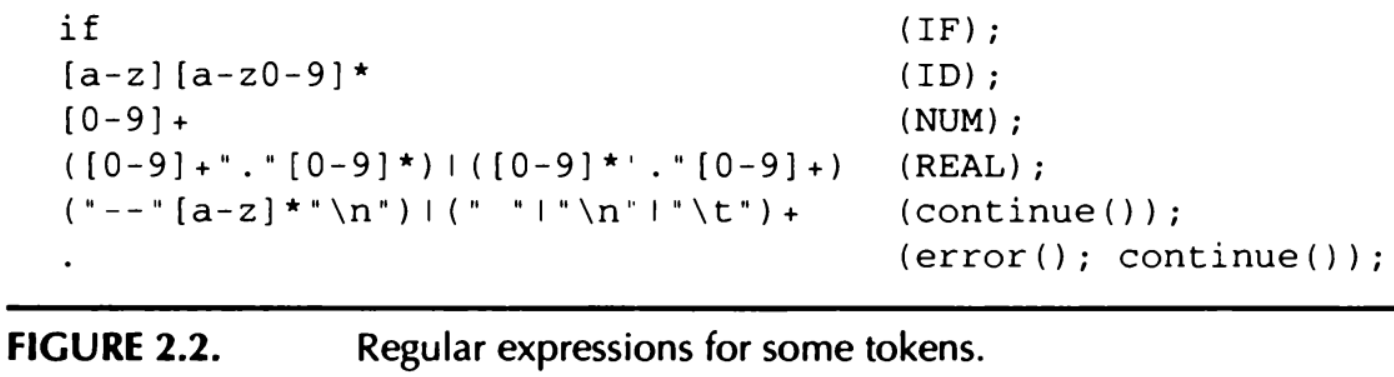 if (IF);
[a-z][a-z0-9]* (ID);
[0-9]+ (NUM);
([0-9]+"."[0-9]*)|([0-9]*'."[0-9]+) (REAL);
("--"[a-z]*"\n")|(" "|"\n"|"\t")+ (continue());
. (error(); continue());
FIGURE 2.2. Regular expressions for some tokens.